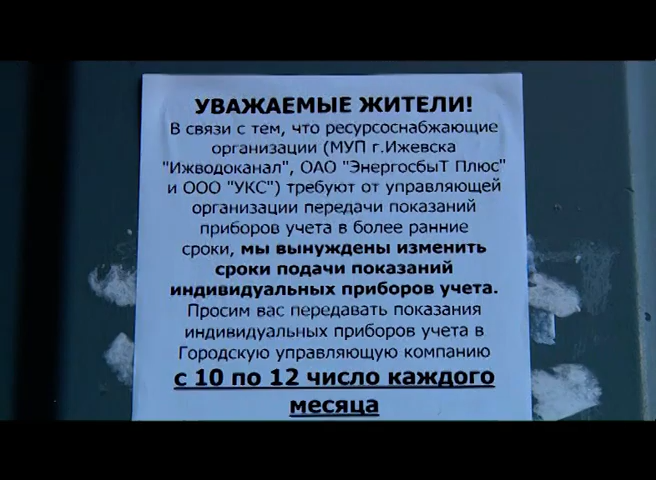 УВАЖАЕМЫЕ ЖИТЕЛИ!
В связи с тем, что ресурсоснабжающие
организации (МУП г.Ижевска
"Ижводоканал", ОАО "ЭнергосбыТ Плюс"
и ООО "УКС") требуют от управляющей
организации передачи показаний
приборов учета в более ранние
сроки, мы вынуждены изменить
сроки подачи показаний
индивидуальных приборов учета.
Просим вас передавать показания
индивидуальных приборов учета в
Городскую управляющую компанию
с 10 по 12 число каждого
месяца